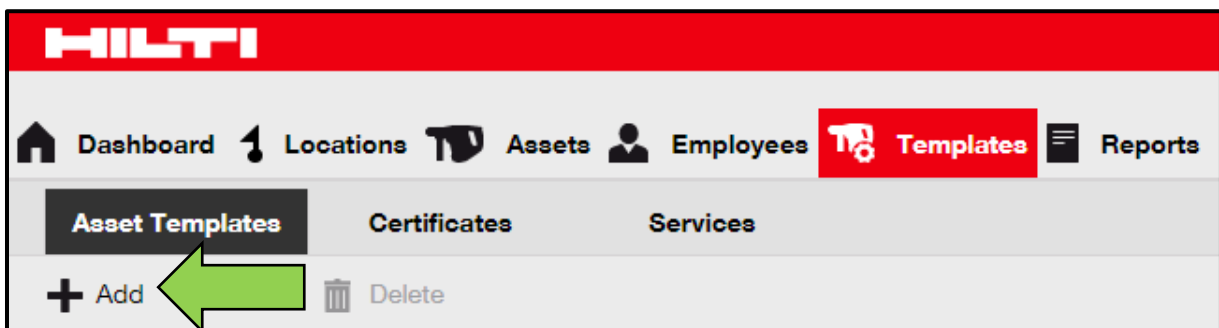 HILTI
Dashboard Locations Assets Employees Templates Reports
Asset Templates Certificates Services
Add Delete